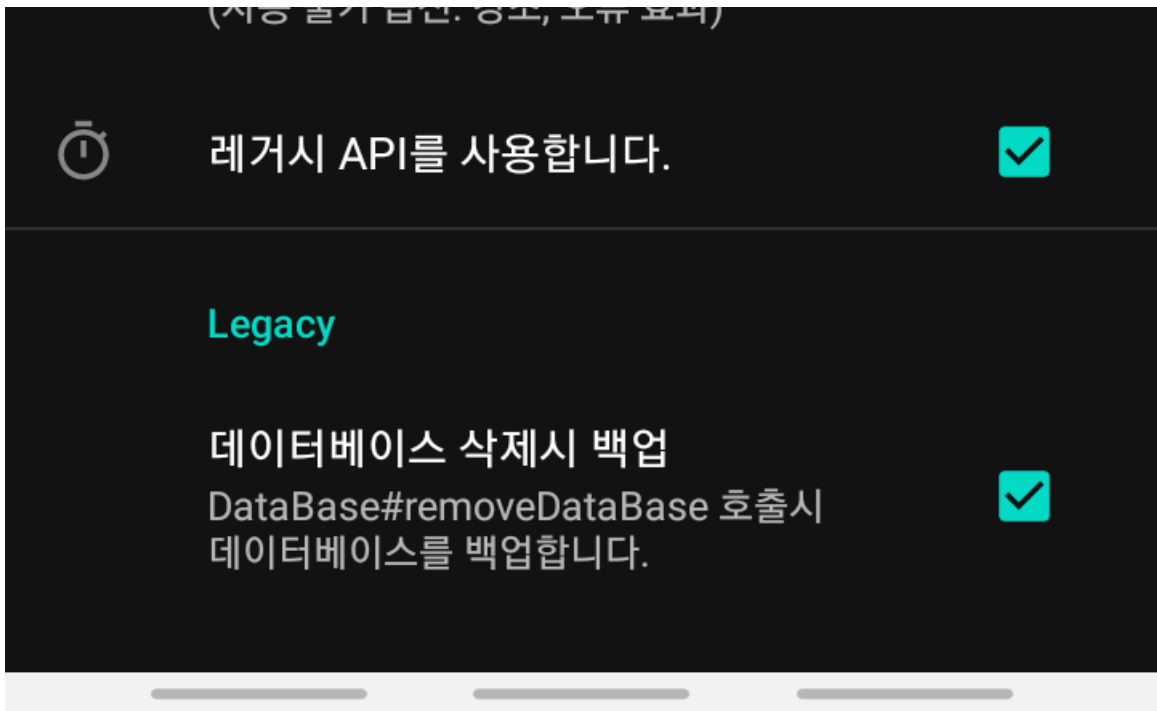 레거시 API를 사용합니다.
Legacy
데이터베이스 삭제시 백업
DataBase#removeDataBase 호출시
데이터베이스를 백업합니다.